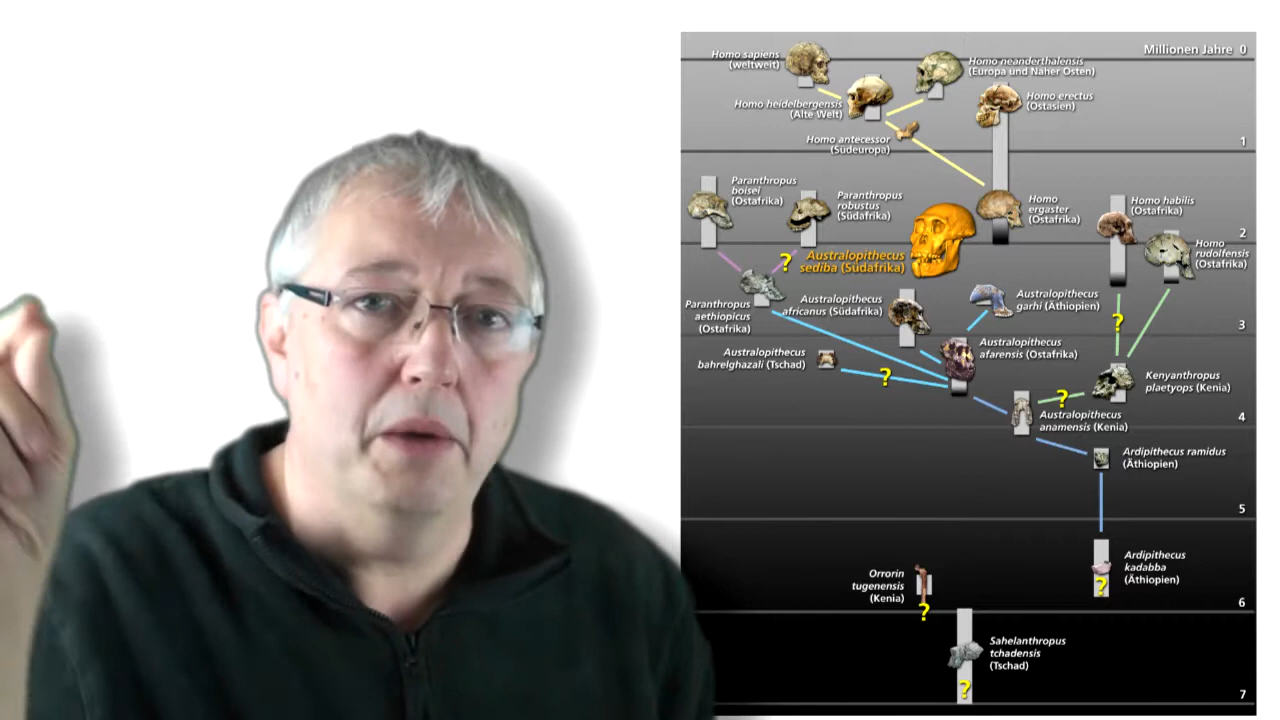 Millionen Jahre 0
Homo sapiens
(weltweit)
Homo neanderthalensis
(Europa und Naher Osten)
Homo heidelbergensis
(Alte Welt)
Homo erectus
(Ostasien)
Homo antecessor
(Südeuropa)
1
Paranthropus
boisei
(Ostafrika)
Paranthropus
robustus
(Südafrika)
Homo
ergaster
(Ostafrika)
Homo habilis
(Ostafrika)
2
Homo
rudolfensis
(Ostafrika)
?
Australopithecus
sediba (Südafrika)
Paranthropus
aethiopicus
(Ostafrika)
Australopithecus
africanus (Südafrika)
Australopithecus
garhi (Äthiopien)
?
3
Australopithecus
bahrelghazali (Tschad)
Australopithecus
afarensis (Ostafrika)
?
Kenyanthropus
plaetyops (Kenia)
?
Australopithecus
anamensis (Kenia)
4
Ardipithecus ramidus
(Äthiopien)
5
Ardipithecus
kadabba
(Äthiopien)
?
Orrorin
tugenensis
(Kenia)
?
6
Sahelanthropus
tchadensis
(Tschad)
?
7